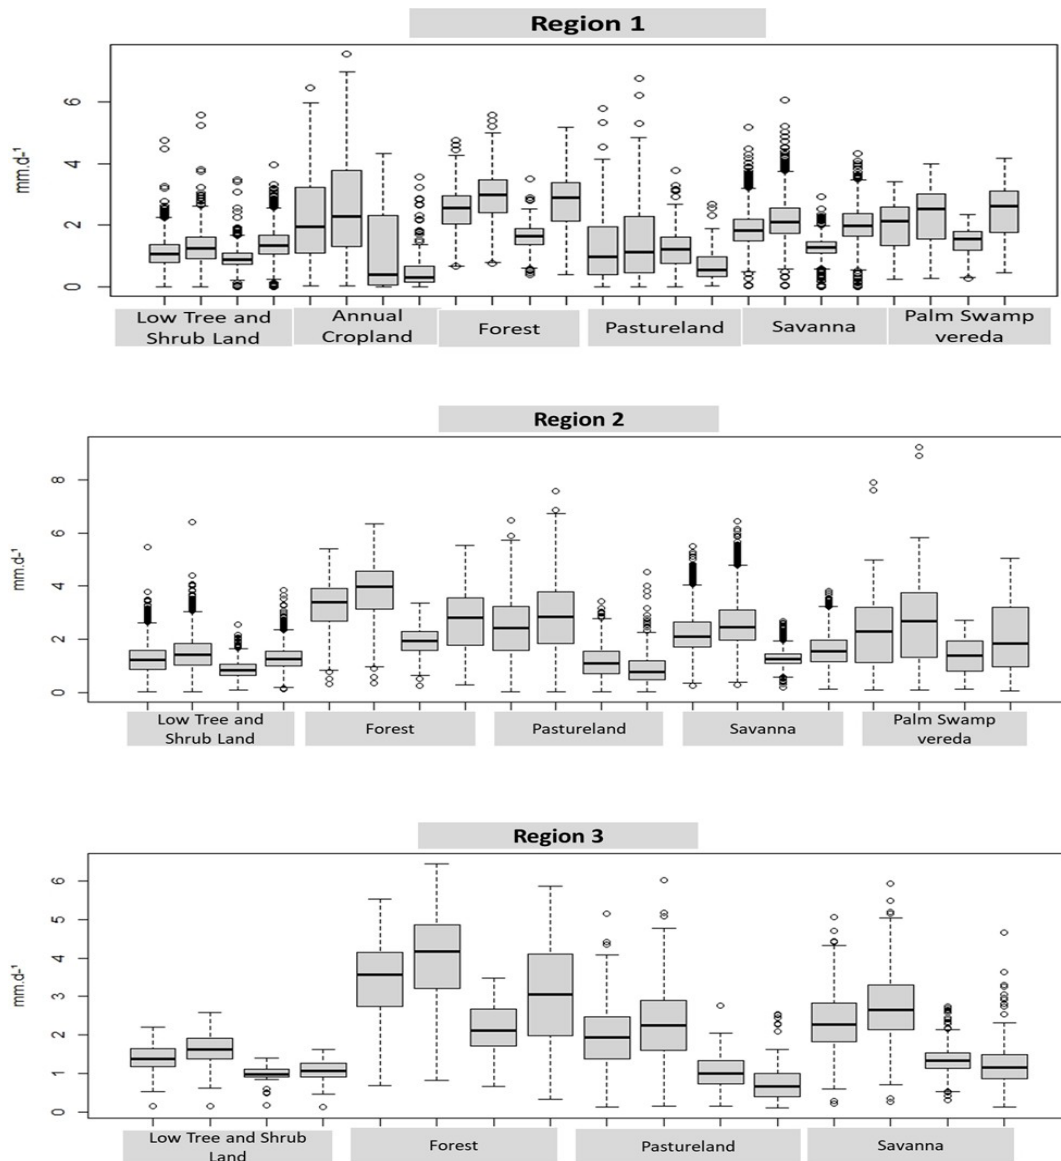 Region 1
mm.d-¹
6
4
2
0
Low Tree and
Shrub Land
Annual
Cropland
Forest
Pastureland
Savanna
Palm Swamp
vereda
Region 2
mm.d-¹
8
6
4
2
0
Low Tree and
Shrub Land
Forest
Pastureland
Savanna
Palm Swamp
vereda
Region 3
mm.d-¹
6
5
4
3
2
1
0
Low Tree and Shrub
Land
Forest
Pastureland
Savanna